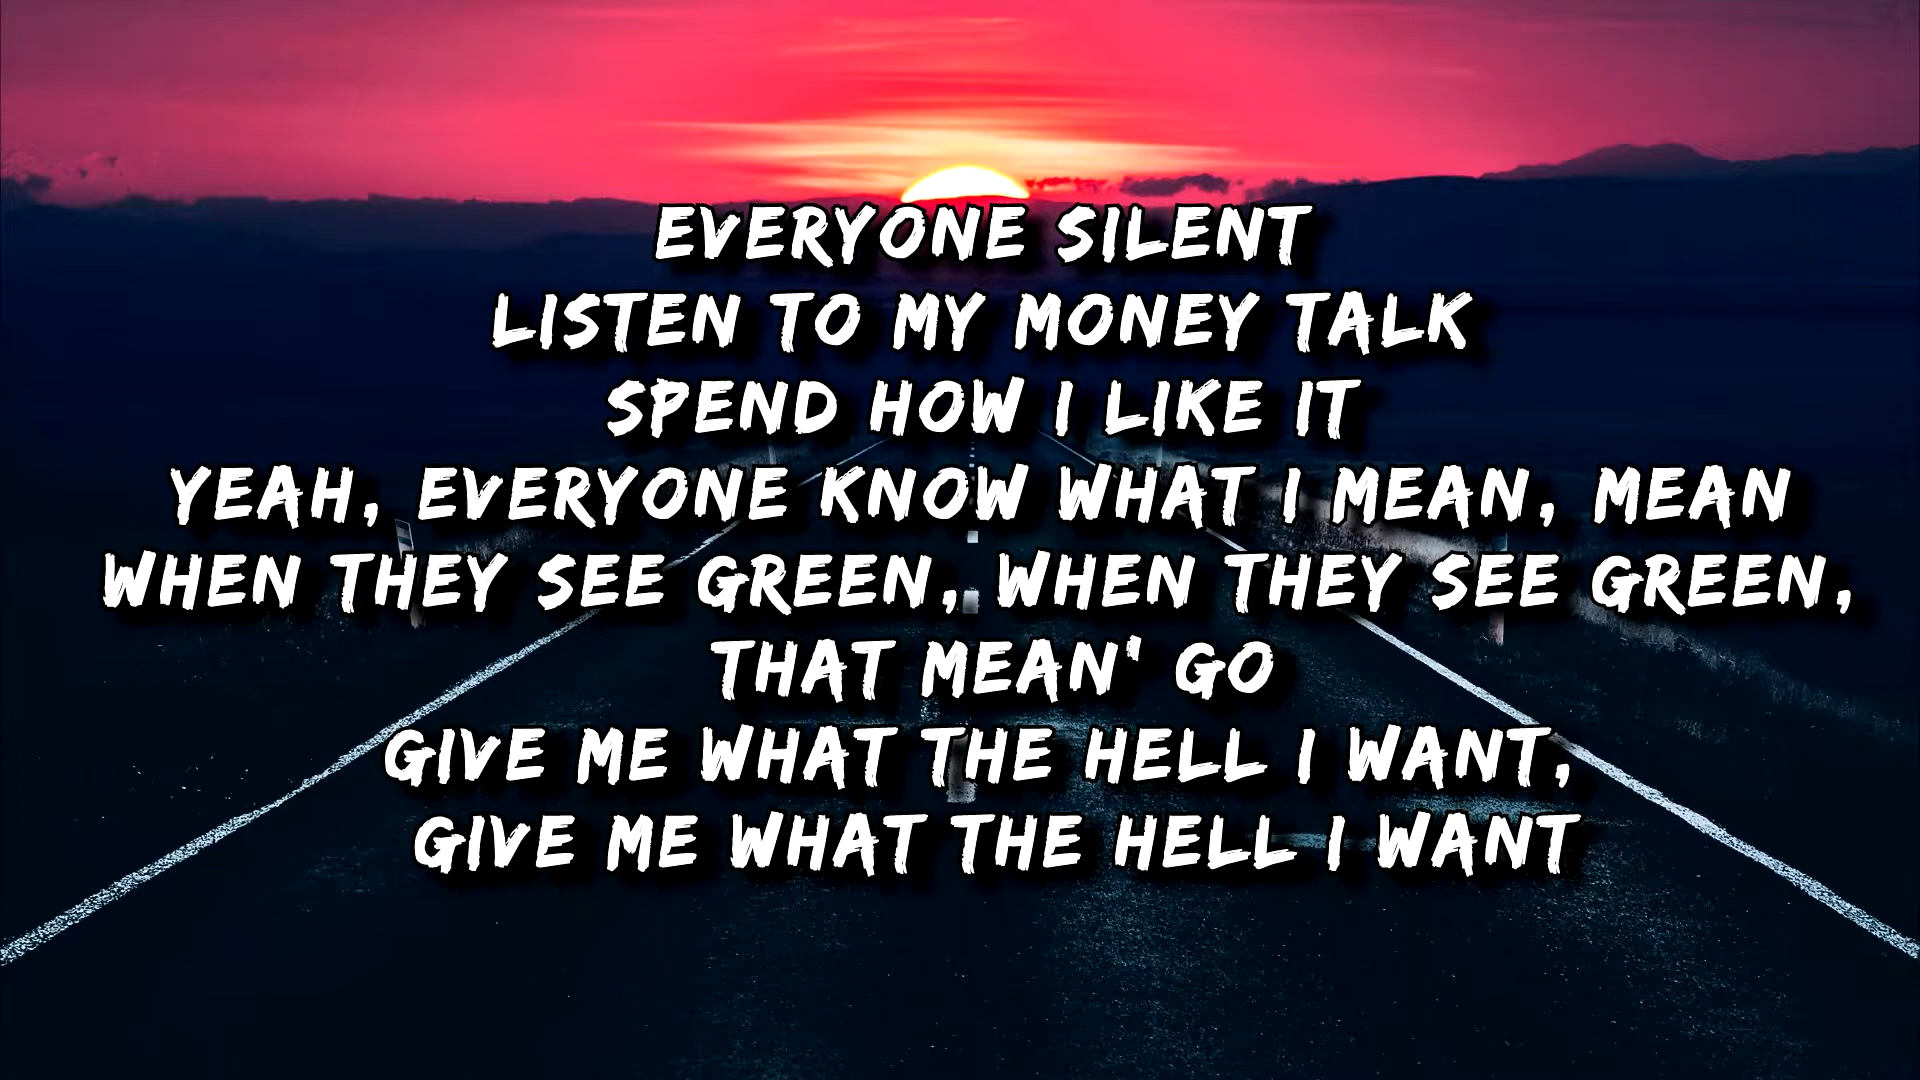 EVERYONE SILENT
LISTEN TO MY MONEY TALK
SPEND HOW I LIKE IT
YEAH, EVERYONE KNOW WHAT I MEAN, MEAN
WHEN THEY SEE GREEN, WHEN THEY SEE GREEN,
THAT MEAN' GO
GIVE ME WHAT THE HELL I WANT,
GIVE ME WHAT THE HELL I WANT